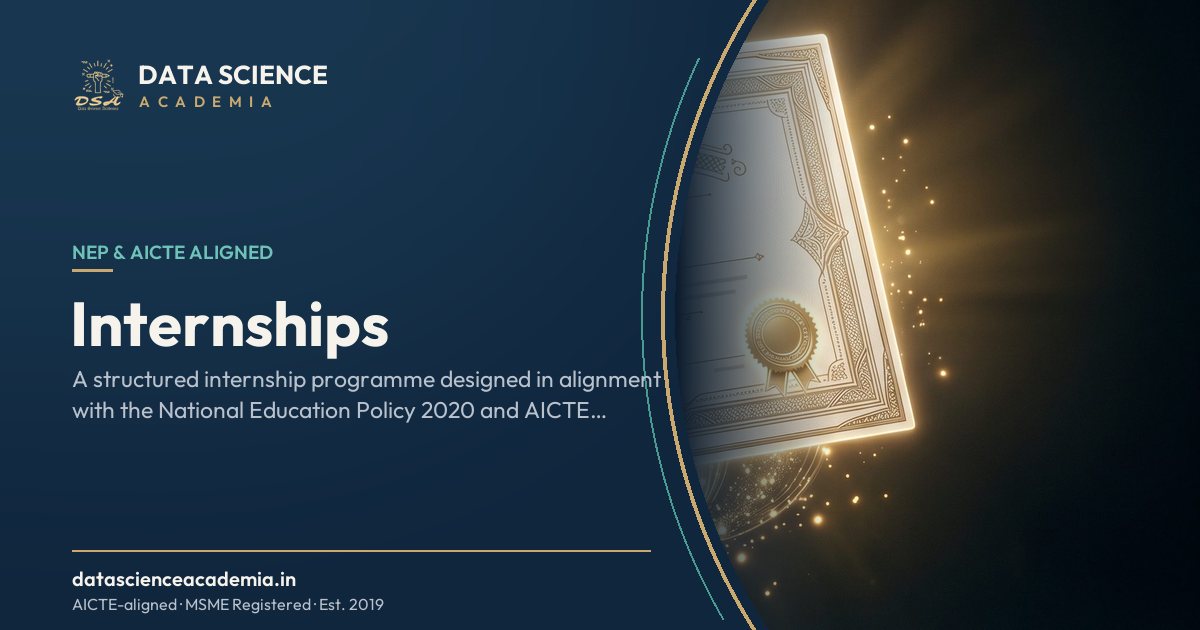 DSA
DATA SCIENCE
ACADEMIA
NEP & AICTE ALIGNED
Internships
A structured internship programme designed in alignment
with the National Education Policy 2020 and AICTE...
datascienceacademia.in
AICTE-aligned · MSME Registered · Est. 2019